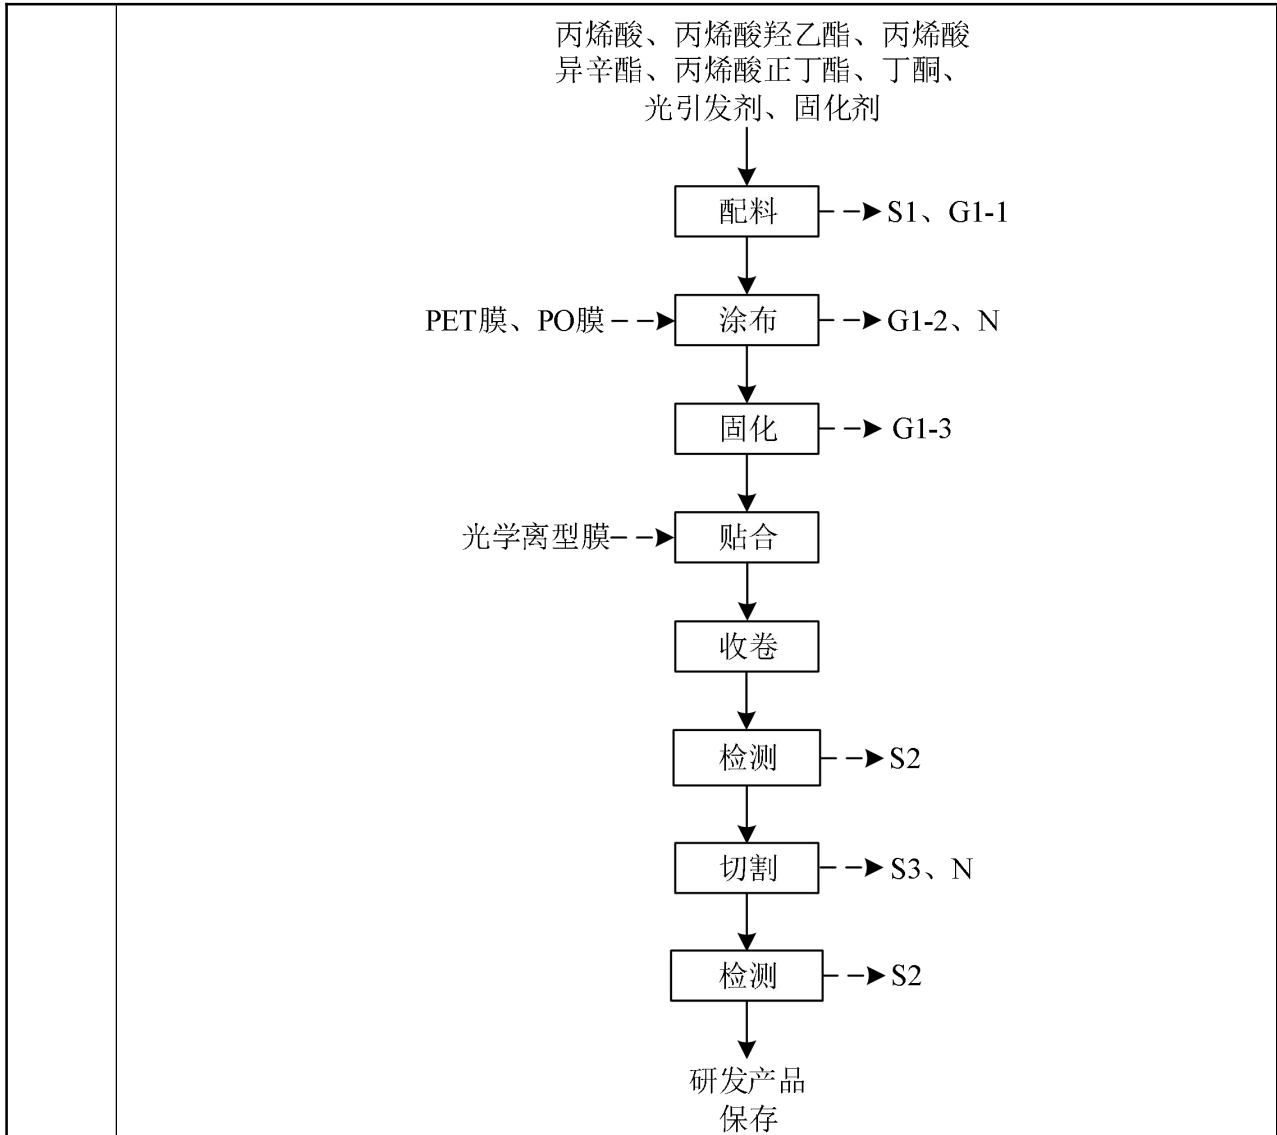 丙烯酸、丙烯酸羟乙酯、丙烯酸
异辛酯、丙烯酸正丁酯、丁酮、
光引发剂、固化剂
配料
S1、G1-1
PET膜、PO膜
涂布
G1-2、N
固化
G1-3
光学离型膜
贴合
收卷
检测
S2
切割
S3、N
检测
S2
研发产品
保存